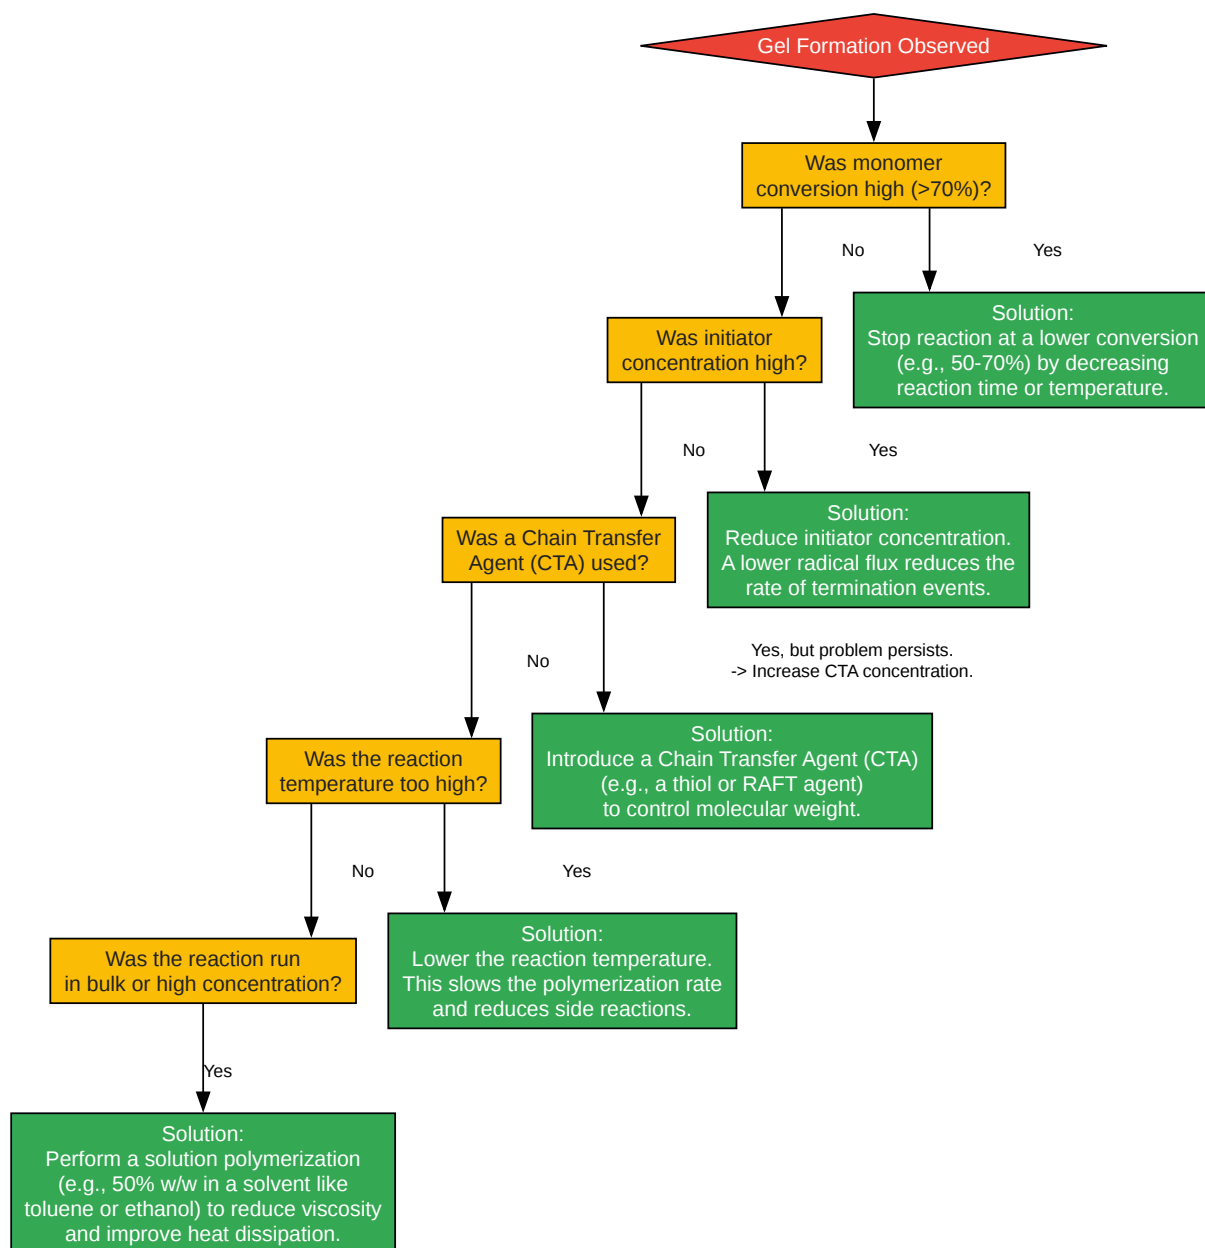 Gel Formation Observed
Was monomer
conversion high (>70%)?
No
Yes
Solution:
Stop reaction at a lower conversion
(e.g., 50-70%) by decreasing
reaction time or temperature.
Was initiator
concentration high?
No
Yes
Solution:
Reduce initiator concentration.
A lower radical flux reduces the
rate of termination events.
Was a Chain Transfer
Agent (CTA) used?
No
Yes, but problem persists.
-> Increase CTA concentration.
Solution:
Introduce a Chain Transfer Agent (CTA)
(e.g., a thiol or RAFT agent)
to control molecular weight.
Was the reaction
temperature too high?
No
Yes
Solution:
Lower the reaction temperature.
This slows the polymerization rate
and reduces side reactions.
Was the reaction run
in bulk or high concentration?
Yes
Solution:
Perform a solution polymerization
(e.g., 50% w/w in a solvent like
toluene or ethanol) to reduce viscosity
and improve heat dissipation.